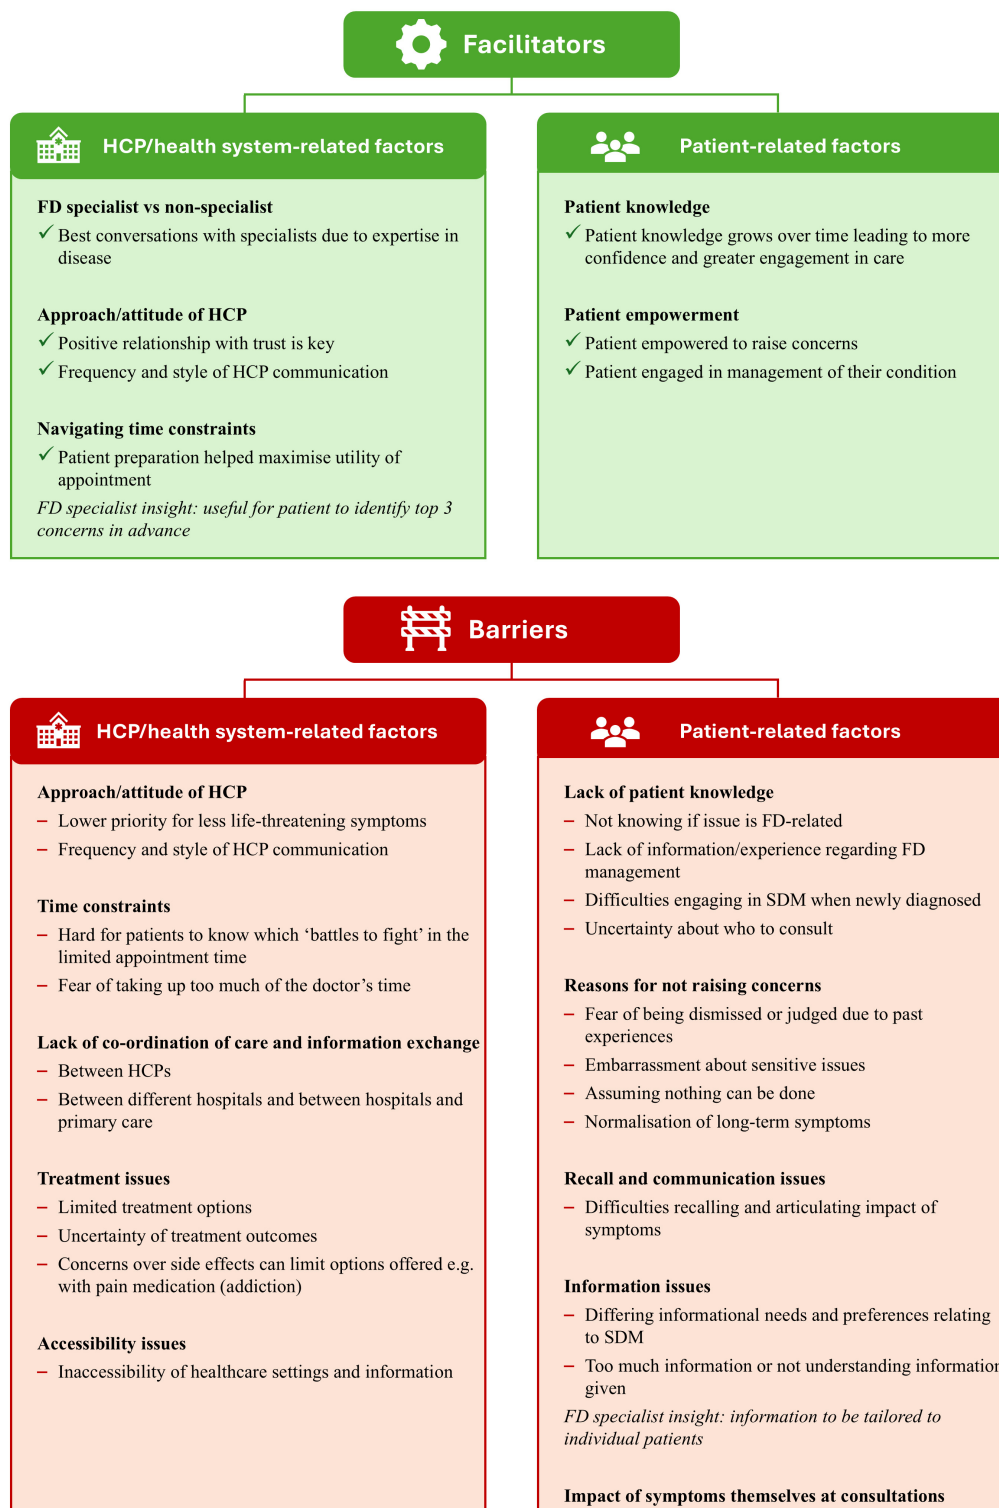 Facilitators
HCP/health system-related factors
FD specialist vs non-specialist
✓ Best conversations with specialists due to expertise in
disease
Approach/attitude of HCP
✓ Positive relationship with trust is key
✓ Frequency and style of HCP communication
Navigating time constraints
✓ Patient preparation helped maximise utility of
appointment
FD specialist insight: useful for patient to identify top 3
concerns in advance
Patient-related factors
Patient knowledge
✓ Patient knowledge grows over time leading to more
confidence and greater engagement in care
Patient empowerment
✓ Patient empowered to raise concerns
✓ Patient engaged in management of their condition
Barriers
HCP/health system-related factors
Approach/attitude of HCP
– Lower priority for less life-threatening symptoms
– Frequency and style of HCP communication
Time constraints
– Hard for patients to know which ‘battles to fight’ in the
limited appointment time
– Fear of taking up too much of the doctor’s time
Lack of co-ordination of care and information exchange
– Between HCPs
– Between different hospitals and between hospitals and
primary care
Treatment issues
– Limited treatment options
– Uncertainty of treatment outcomes
– Concerns over side effects can limit options offered e.g.
with pain medication (addiction)
Accessibility issues
– Inaccessibility of healthcare settings and information
Patient-related factors
Lack of patient knowledge
– Not knowing if issue is FD-related
– Lack of information/experience regarding FD
management
– Difficulties engaging in SDM when newly diagnosed
– Uncertainty about who to consult
Reasons for not raising concerns
– Fear of being dismissed or judged due to past
experiences
– Embarrassment about sensitive issues
– Assuming nothing can be done
– Normalisation of long-term symptoms
Recall and communication issues
– Difficulties recalling and articulating impact of
symptoms
Information issues
– Differing informational needs and preferences relating
to SDM
– Too much information or not understanding information
given
FD specialist insight: information to be tailored to
individual patients
Impact of symptoms themselves at consultations